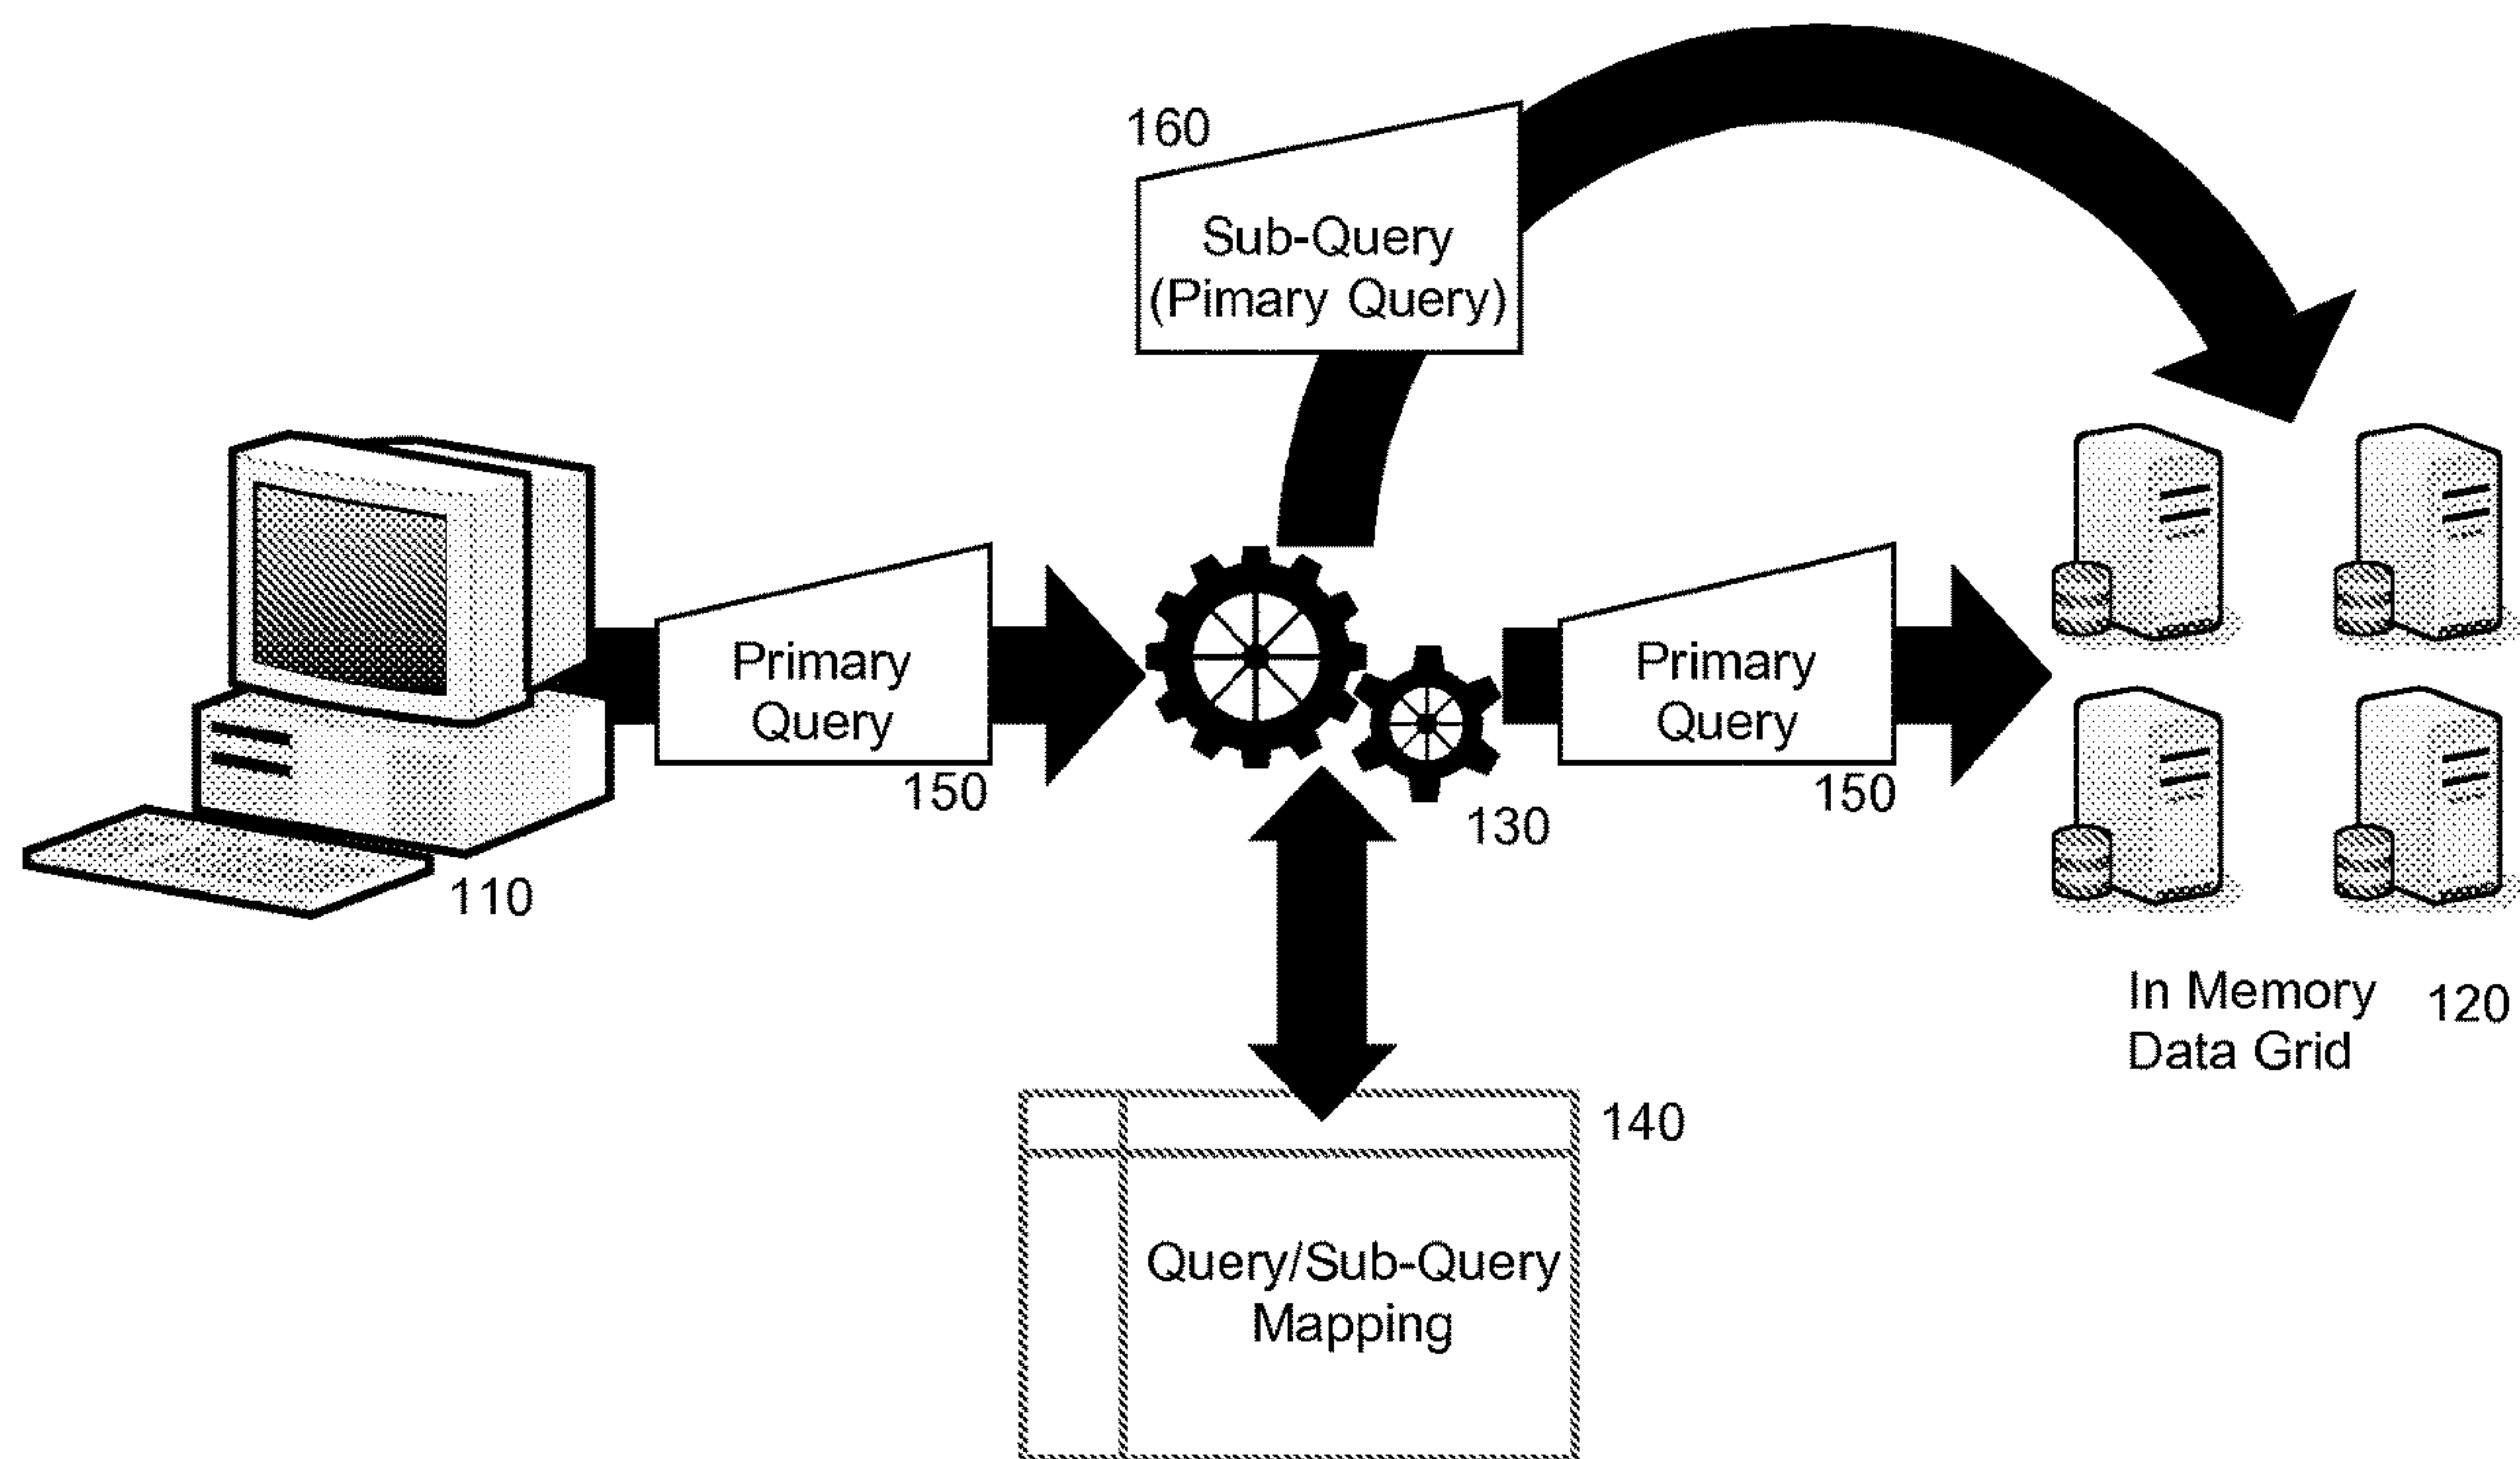 160
Sub-Query
(Pimary Query)
Primary
Query
150
Primary
Query
150
130
110
In Memory
Data Grid
120
140
Query/Sub-Query
Mapping